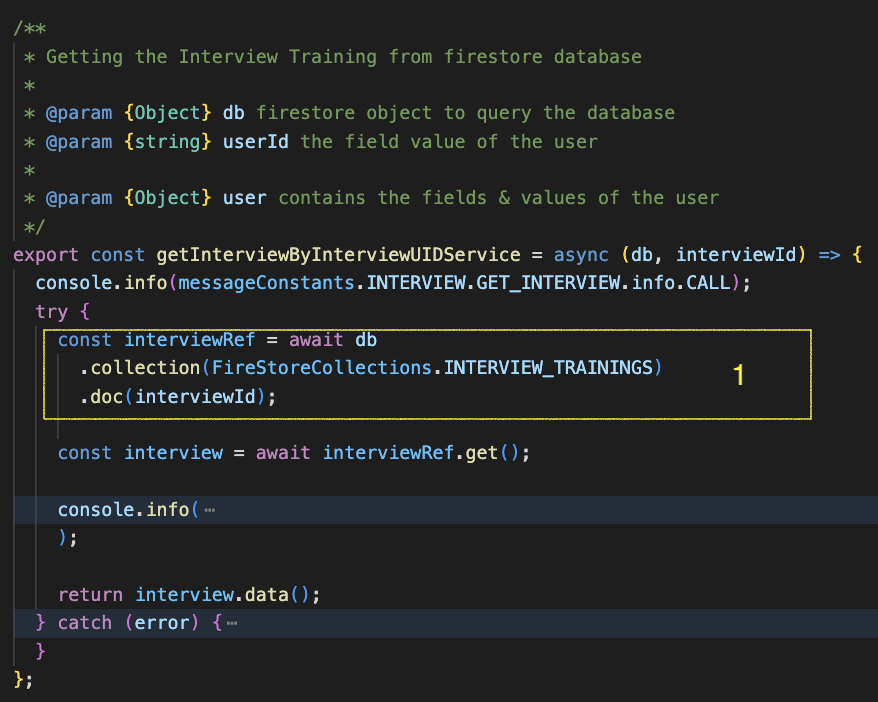 /**
 * Getting the Interview Training from firestore database
 *
 * @param {Object} db firestore object to query the database
 * @param {string} userId the field value of the user
 *
 * @param {Object} user contains the fields & values of the user
 */
export const getInterviewByInterviewUIDService = async (db, interviewId) => {
  console.info(messageConstants.INTERVIEW.GET_INTERVIEW.info.CALL);
  try {
    const interviewRef = await db
      .collection(FireStoreCollections.INTERVIEW_TRAININGS)
1
      .doc(interviewId);
    const interview = await interviewRef.get();
    console.info(⋯
    );
    return interview.data();
  } catch (error) {⋯
  }
};